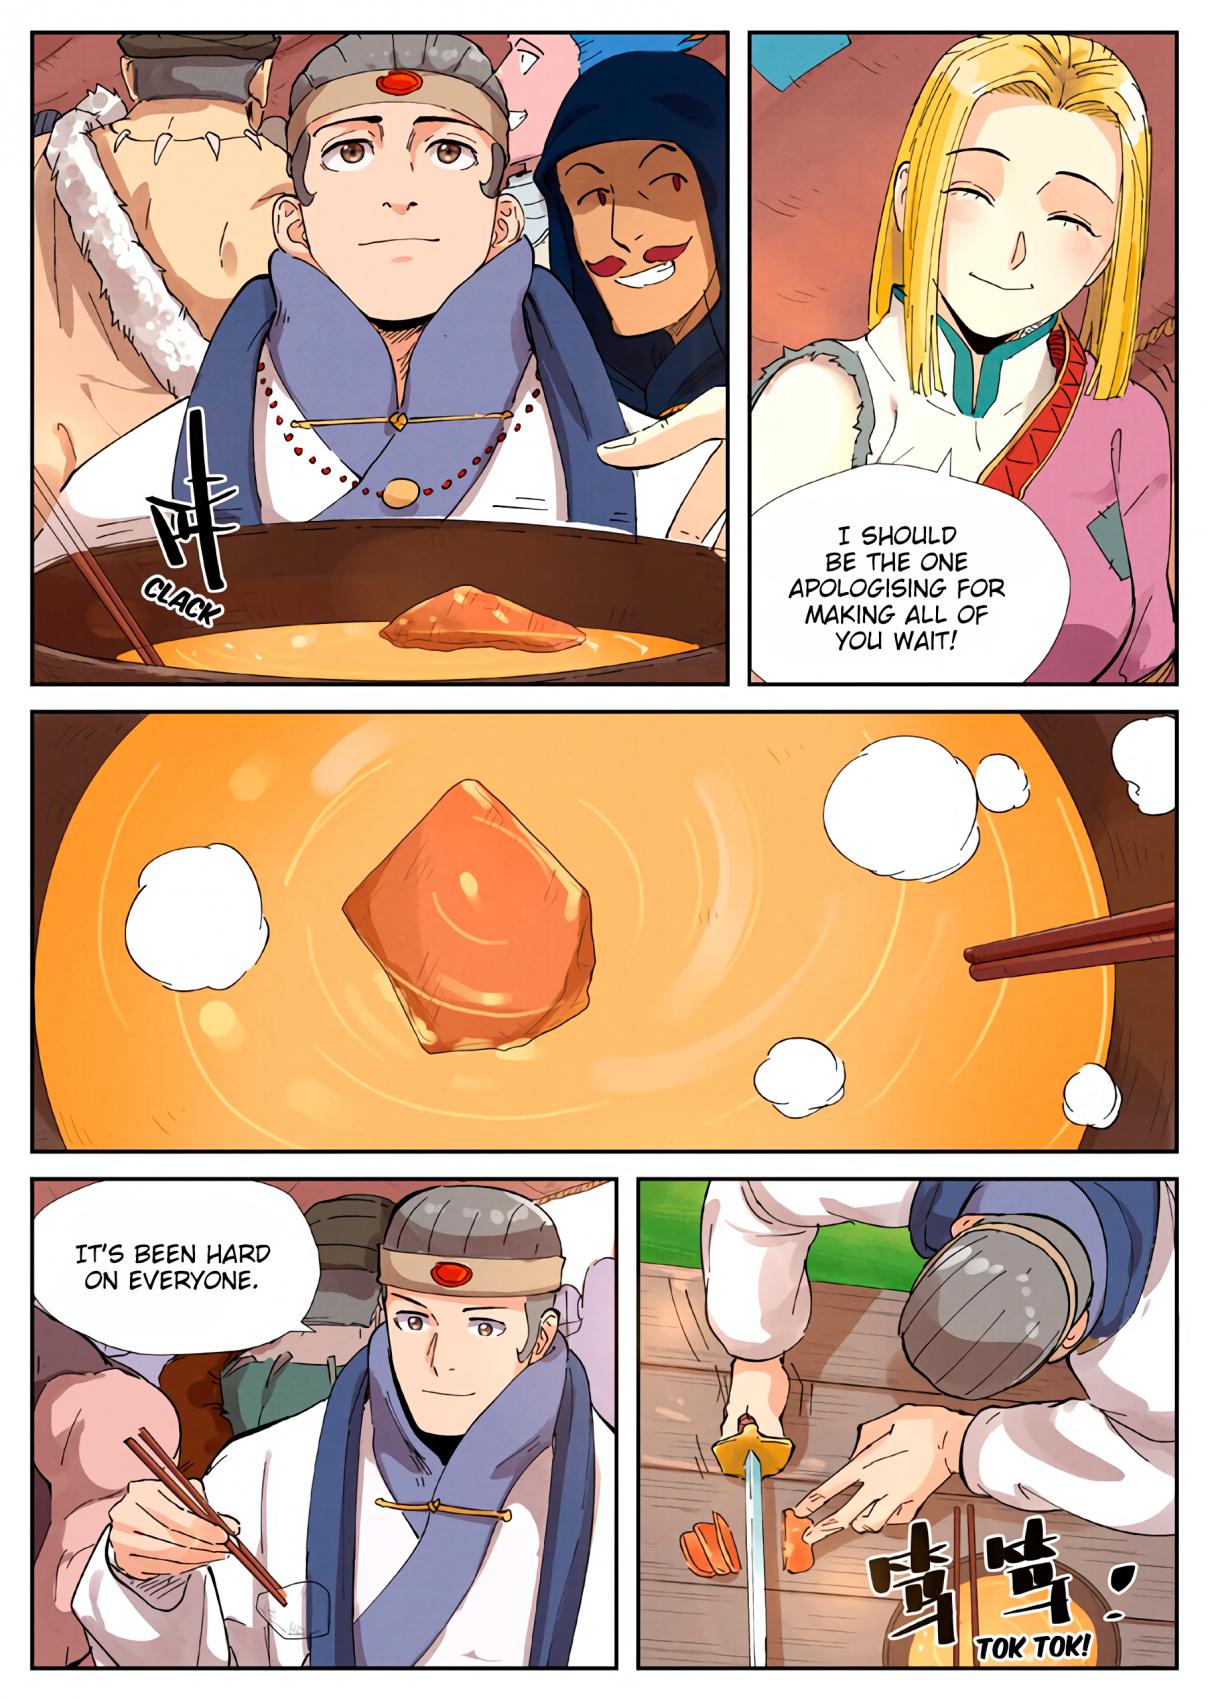 CLACK
I SHOULD
BE THE ONE
APOLOGISING FOR
MAKING ALL OF
YOU WAIT!
IT'S BEEN HARD
ON EVERYONE.
TOK TOK!